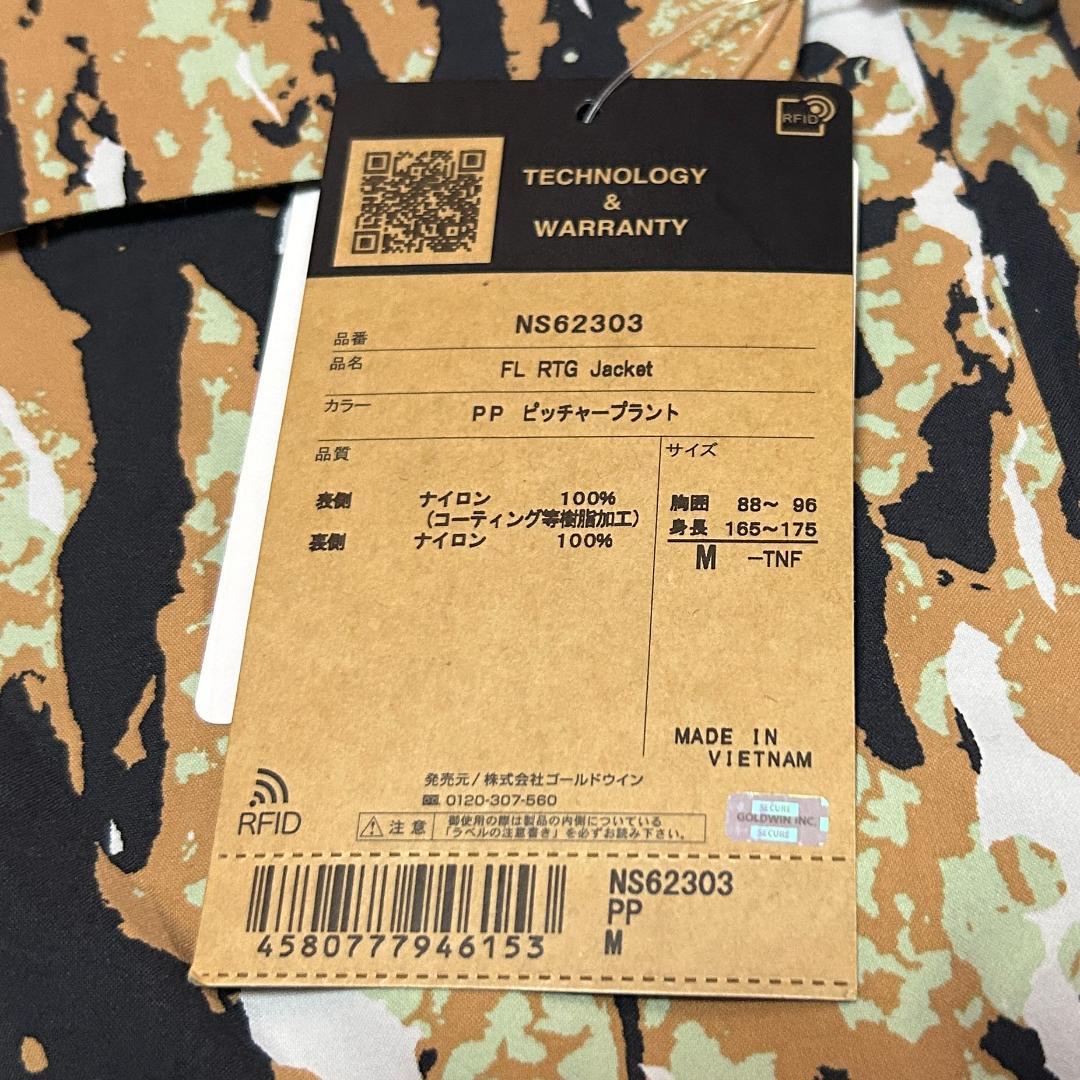 RFID
TECHNOLOGY
&
WARRANTY
品番 NS62303
品名 FL RTG Jacket
カラー PP ピッチャープラント
品質
表側 ナイロン 100%
(コーティング等樹脂加工)
裏側 ナイロン 100%
サイズ
胸囲 88～ 96
身長 165～175
M －TNF
MADE IN
VIETNAM
発売元/株式会社ゴールドウイン
0120-307-560
RFID
注意 御使用の際は製品の内側についている
「ラベルの注意書き」を必ずお読み下さい。
SECURE
GOLDWIN INC.
SECURE
4580777946153
NS62303
PP
M